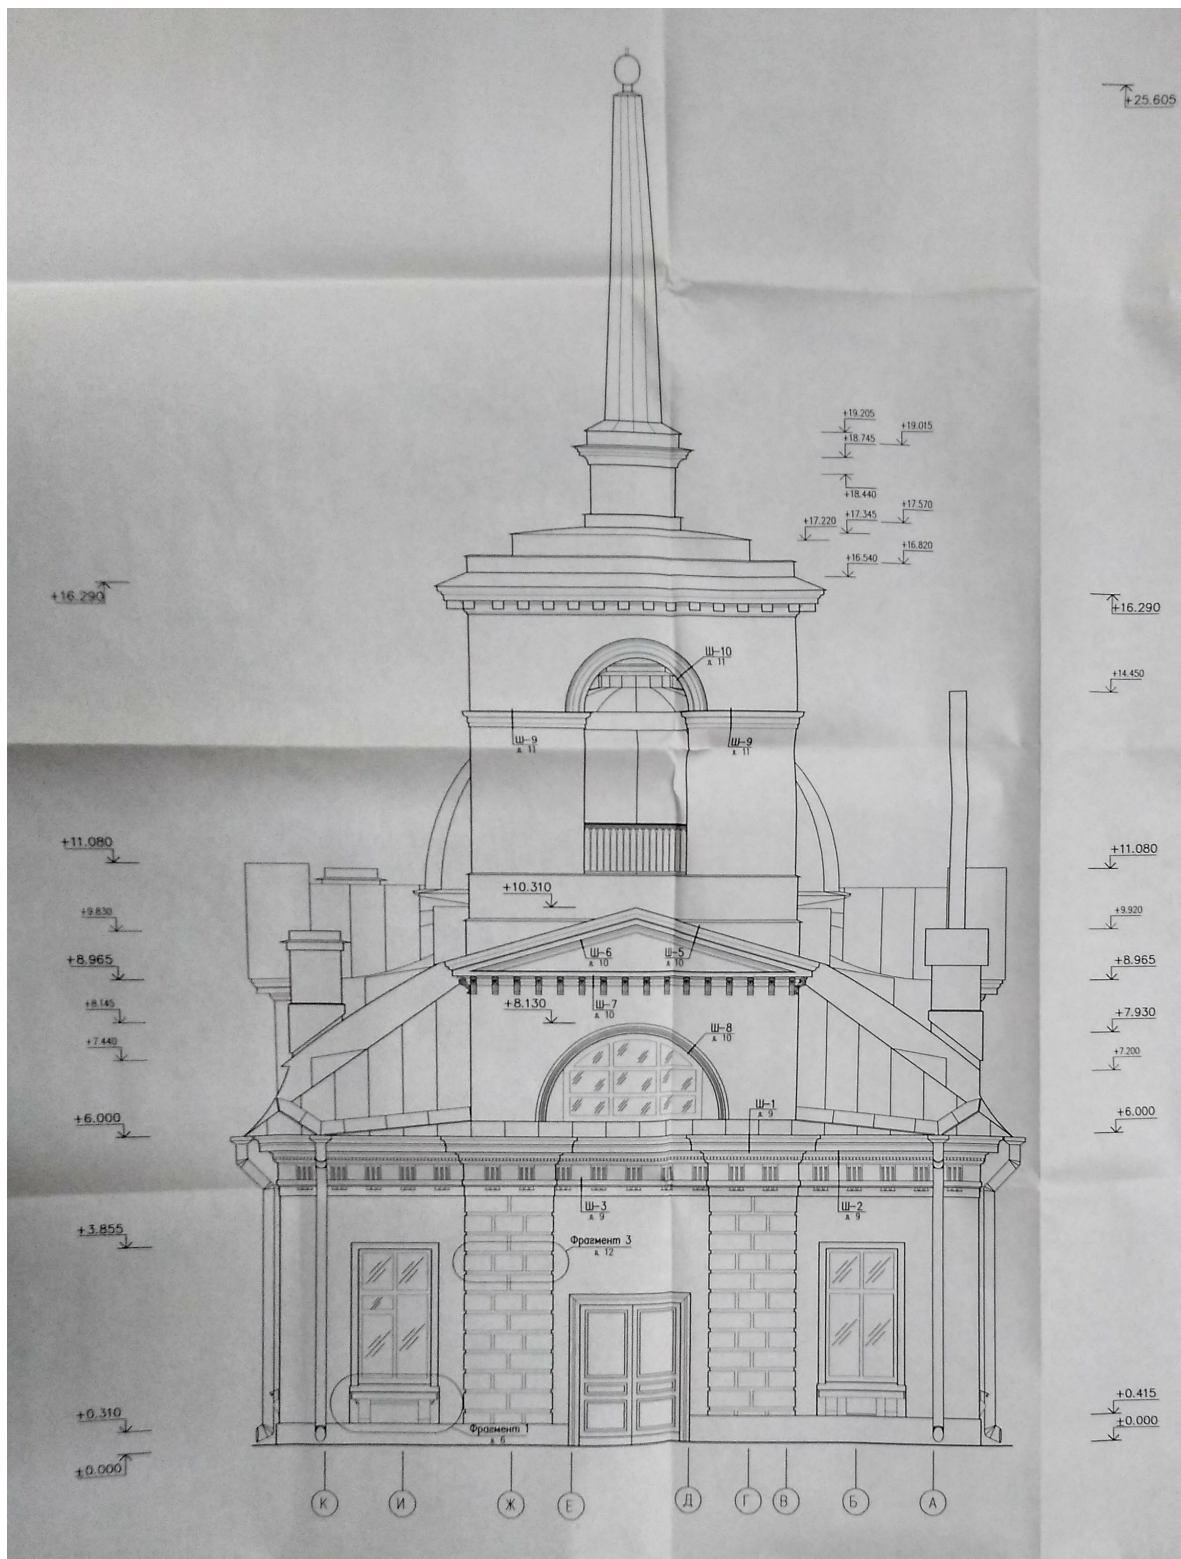 +25.605
+19.205
+19.015
+18.745
+18.440
+17.570
+17.345
+17.220
+16.820
+16.540
+16.290
+16.290
Ш-10
л 11
+14.450
Ш-9
л 11
Ш-9
л 11
+11.080
+11.080
+10.310
+9.830
+9.920
Ш-6
л 10
Ш-5
л 10
+8.965
+8.965
Ш-7
л 10
+8.145
+8.130
+7.930
Ш-8
л 10
+7.440
+7.200
Ш-1
л 9
+6.000
+6.000
Ш-3
л 9
Ш-2
л 9
+3.855
Фрагмент 3
л 12
+0.415
+0.310
+0.000
Фрагмент 1
л 6
+0.000
К И Ж Е Д Г В Б А